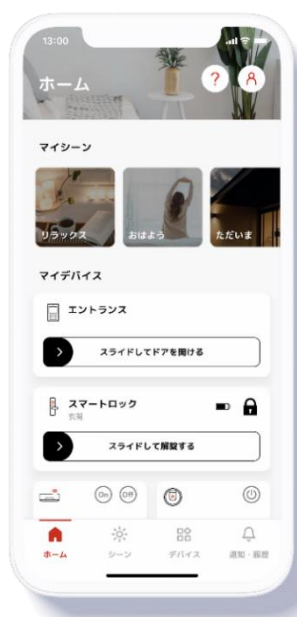 13:00
ホーム
?
マイシーン
リラックス
おはよう
ただいま
マイデバイス
エントランス
スライドしてドアを開ける
スマートロック
玄関
スライドして解錠する
On Off
ホーム
シーン
デバイス
通知・履歴